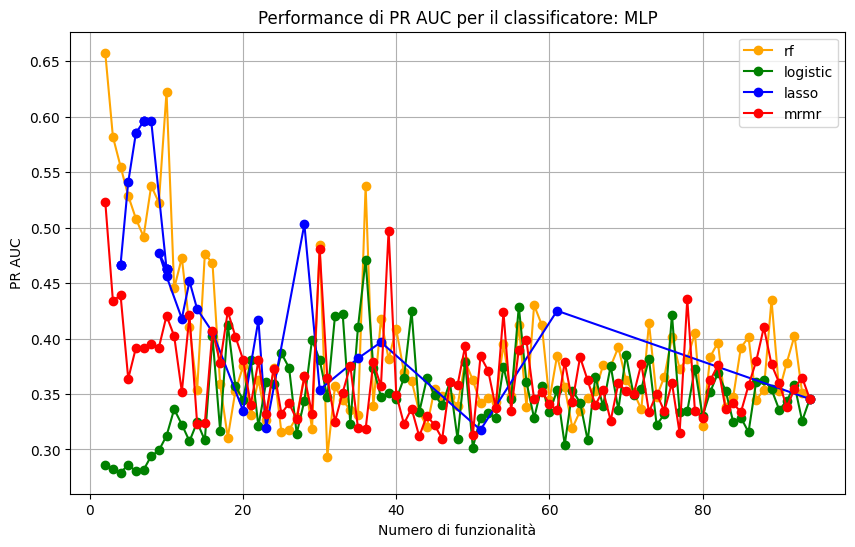 Performance di PR AUC per il classificatore: MLP
rf
logistic
lasso
mrmr
PR AUC
0.65
0.60
0.55
0.50
0.45
0.40
0.35
0.30
0
20
40
60
80
Numero di funzionalità